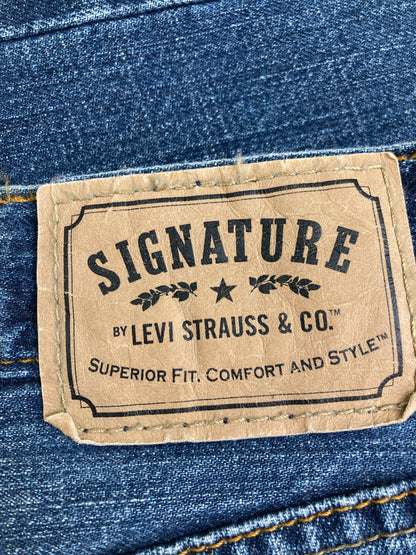 SIGNATURE
BY LEVI STRAUSS & CO.™
SUPERIOR FIT, COMFORT AND STYLE™